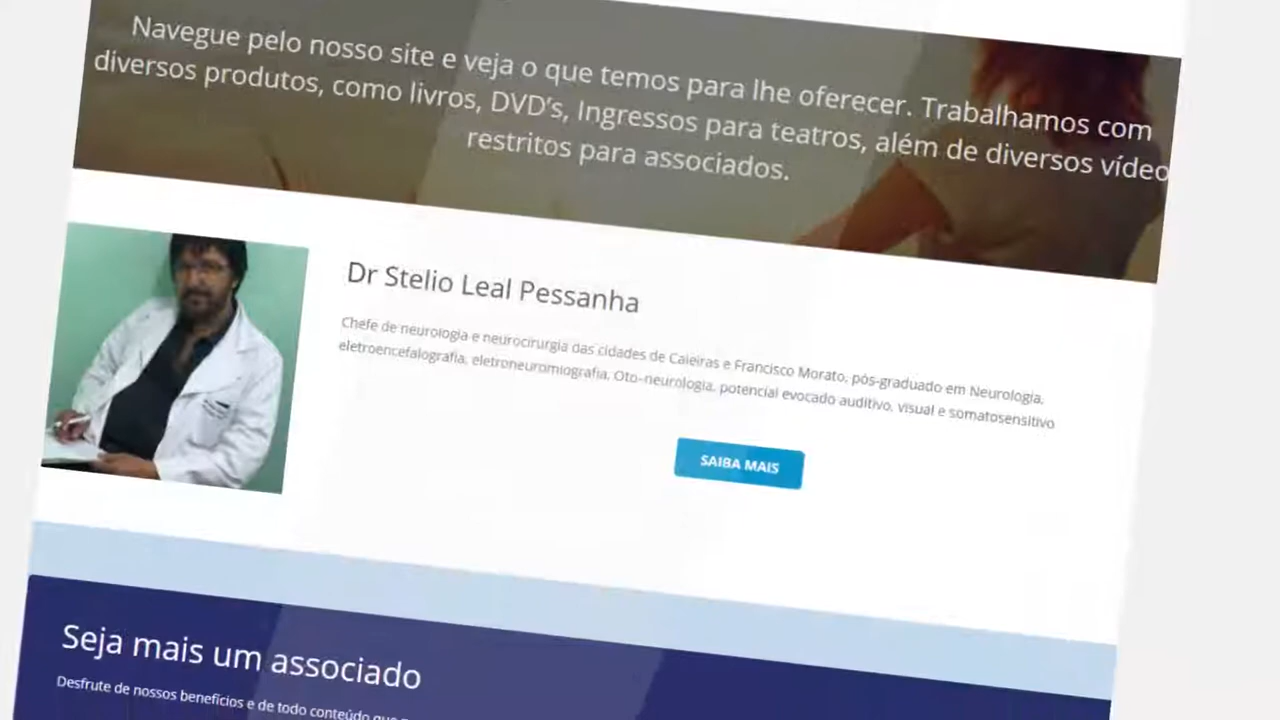 Navegue pelo nosso site e veja o que temos para lhe oferecer. Trabalhamos com
diversos produtos, como livros, DVD's, Ingressos para teatros, além de diversos vídeo
restritos para associados.
Dr Stelio Leal Pessanha
Chefe de neurologia e neurocirurgia das cidades de Caieiras e Francisco Morato, pós-graduado em Neurologia,
eletroencefalografia, eletroneuromiografia, Oto-neurologia, potencial evocado auditivo, visual e somatosensitivo
SAIBA MAIS
Seja mais um associado
Desfrute de nossos benefícios e de todo conteúdo que